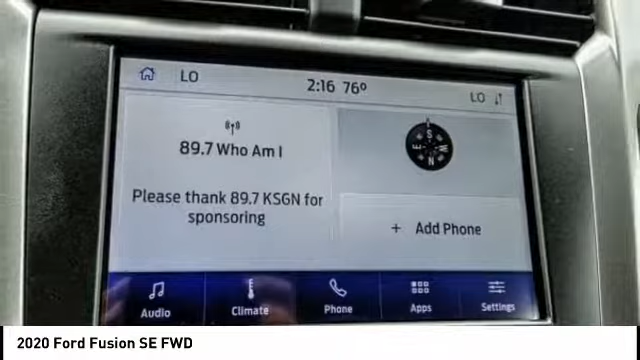 LO
2:16 76º
LO
89.7 Who Am I
Please thank 89.7 KSGN for
sponsoring
S
E W
N
+ Add Phone
Audio
Climate
Phone
Apps
Settings
2020 Ford Fusion SE FWD